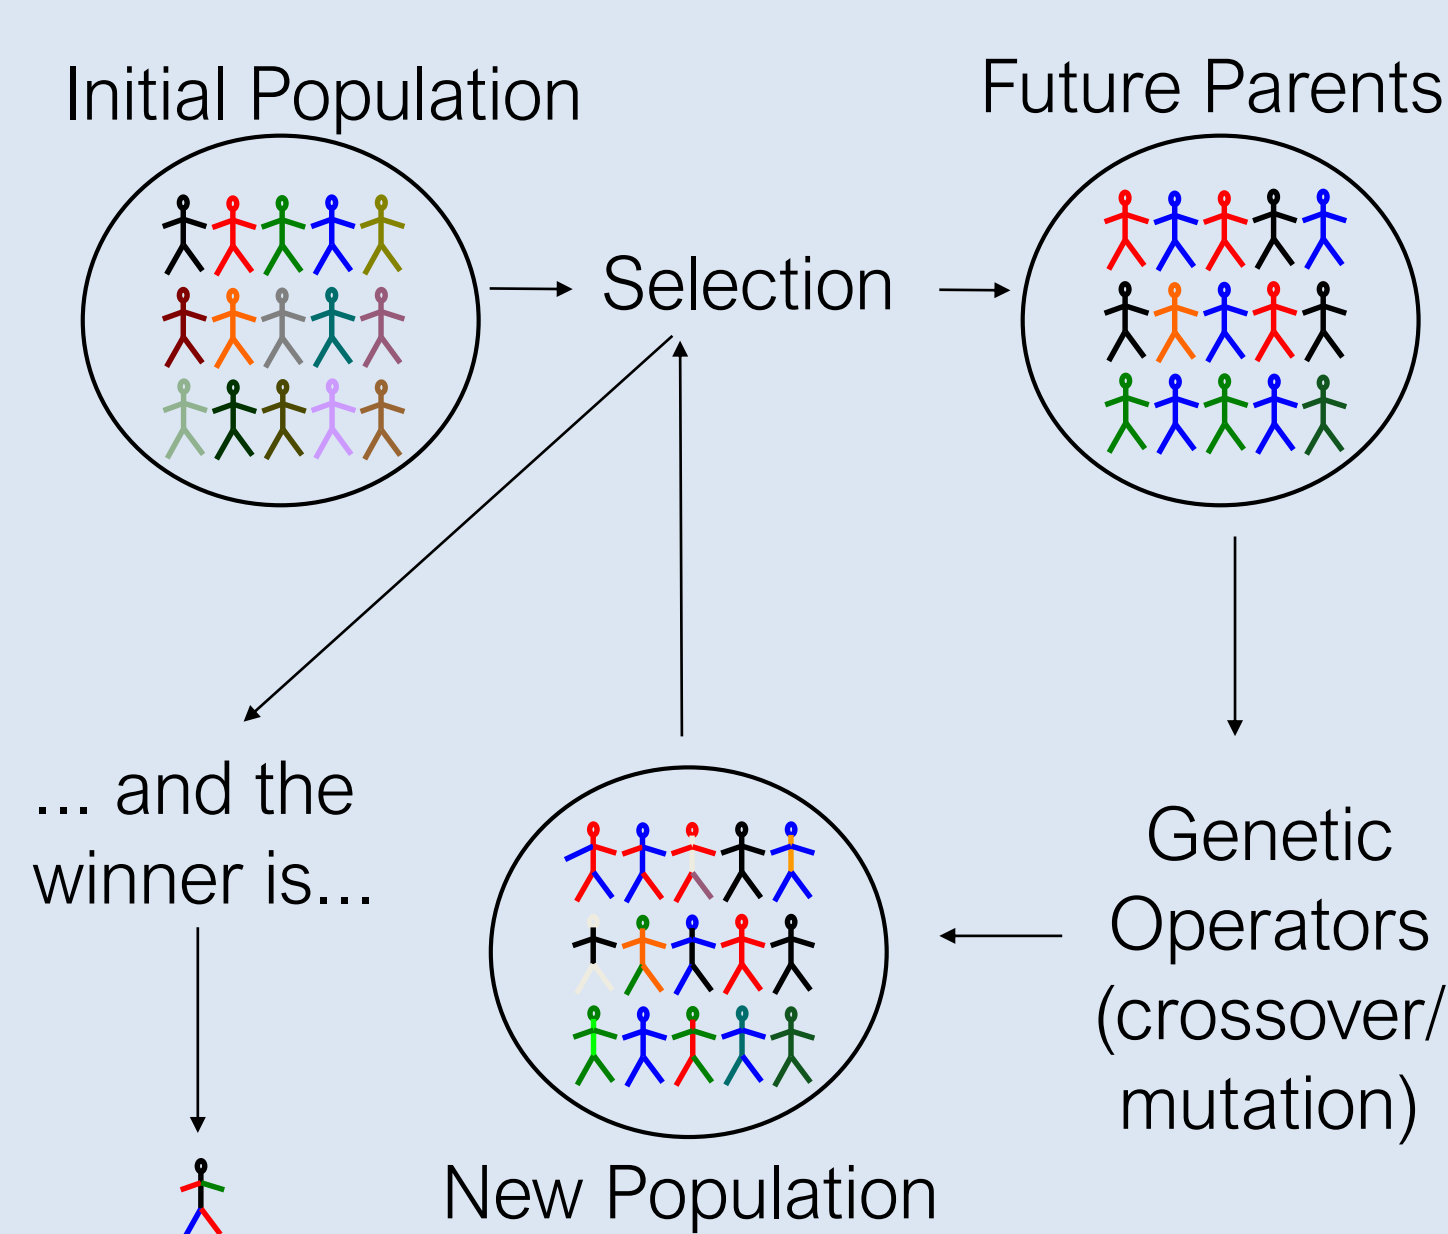 Initial Population
Future Parents
Selection
... and the
winner is...
Genetic
Operators
(crossover/
mutation)
New Population